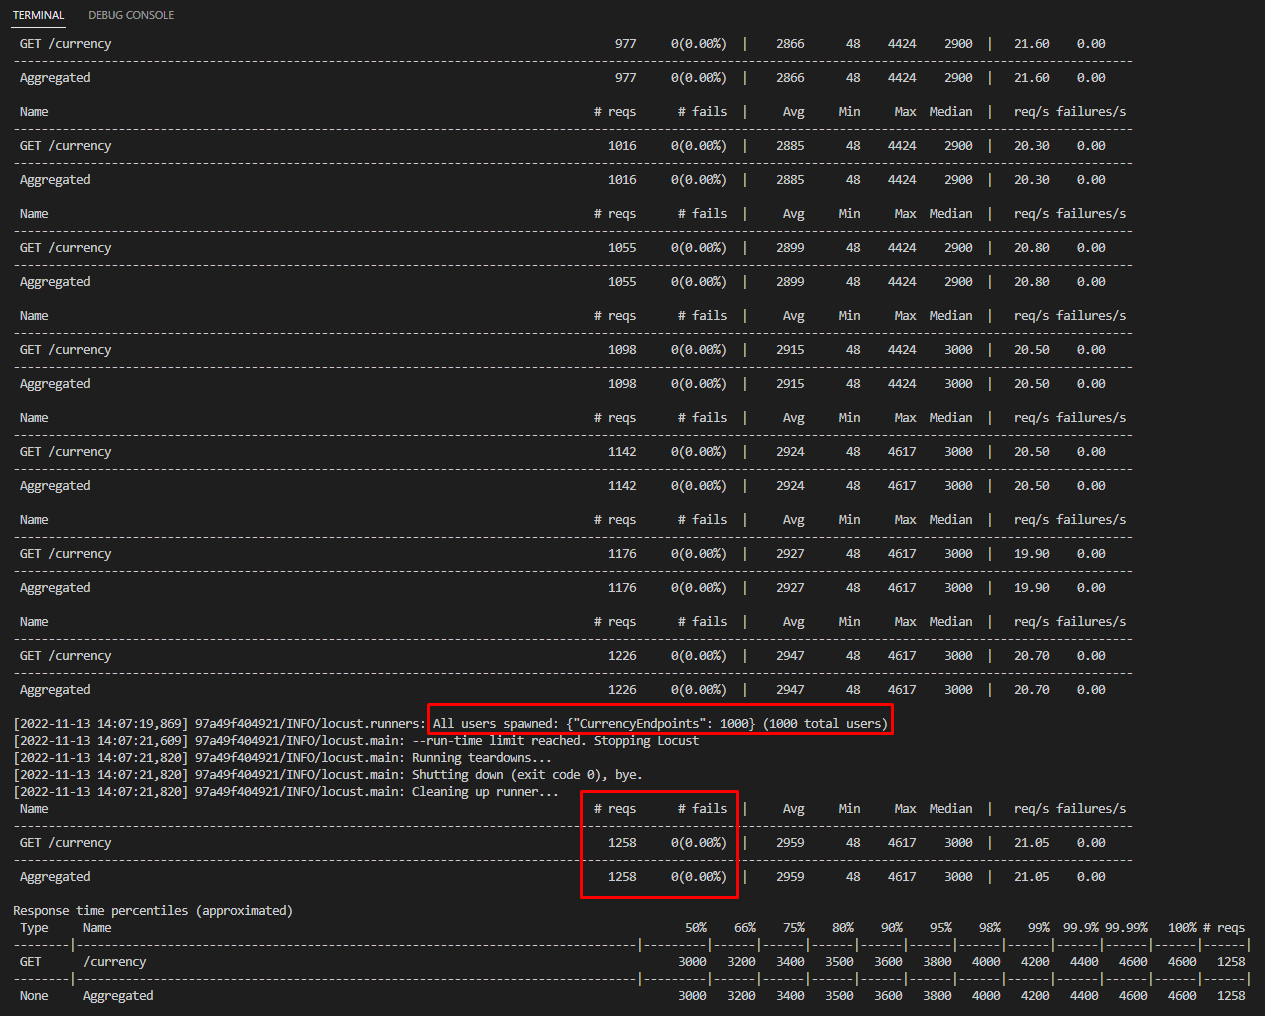 TERMINAL DEBUG CONSOLE
GET /currency 977 0(0.00%) | 2866 48 4424 2900 | 21.60 0.00
Aggregated 977 0(0.00%) | 2866 48 4424 2900 | 21.60 0.00
Name # reqs # fails | Avg Min Max Median | req/s failures/s
GET /currency 1016 0(0.00%) | 2885 48 4424 2900 | 20.30 0.00
Aggregated 1016 0(0.00%) | 2885 48 4424 2900 | 20.30 0.00
Name # reqs # fails | Avg Min Max Median | req/s failures/s
GET /currency 1055 0(0.00%) | 2899 48 4424 2900 | 20.80 0.00
Aggregated 1055 0(0.00%) | 2899 48 4424 2900 | 20.80 0.00
Name # reqs # fails | Avg Min Max Median | req/s failures/s
GET /currency 1098 0(0.00%) | 2915 48 4424 3000 | 20.50 0.00
Aggregated 1098 0(0.00%) | 2915 48 4424 3000 | 20.50 0.00
Name # reqs # fails | Avg Min Max Median | req/s failures/s
GET /currency 1142 0(0.00%) | 2924 48 4617 3000 | 20.50 0.00
Aggregated 1142 0(0.00%) | 2924 48 4617 3000 | 20.50 0.00
Name # reqs # fails | Avg Min Max Median | req/s failures/s
GET /currency 1176 0(0.00%) | 2927 48 4617 3000 | 19.90 0.00
Aggregated 1176 0(0.00%) | 2927 48 4617 3000 | 19.90 0.00
Name # reqs # fails | Avg Min Max Median | req/s failures/s
GET /currency 1226 0(0.00%) | 2947 48 4617 3000 | 20.70 0.00
Aggregated 1226 0(0.00%) | 2947 48 4617 3000 | 20.70 0.00
[2022-11-13 14:07:19,869] 97a49f404921/INFO/locust.runners: All users spawned: {"CurrencyEndpoints": 1000} (1000 total users)
[2022-11-13 14:07:21,609] 97a49f404921/INFO/locust.main: --run-time limit reached. Stopping Locust
[2022-11-13 14:07:21,820] 97a49f404921/INFO/locust.main: Running teardowns...
[2022-11-13 14:07:21,820] 97a49f404921/INFO/locust.main: Shutting down (exit code 0), bye.
[2022-11-13 14:07:21,820] 97a49f404921/INFO/locust.main: Cleaning up runner...
Name # reqs # fails | Avg Min Max Median | req/s failures/s
GET /currency 1258 0(0.00%) | 2959 48 4617 3000 | 21.05 0.00
Aggregated 1258 0(0.00%) | 2959 48 4617 3000 | 21.05 0.00
Response time percentiles (approximated)
Type Name 50% 66% 75% 80% 90% 95% 98% 99% 99.9% 99.99% 100% # reqs
GET /currency 3000 3200 3400 3500 3600 3800 4000 4200 4400 4600 4600 1258
None Aggregated 3000 3200 3400 3500 3600 3800 4000 4200 4400 4600 4600 1258